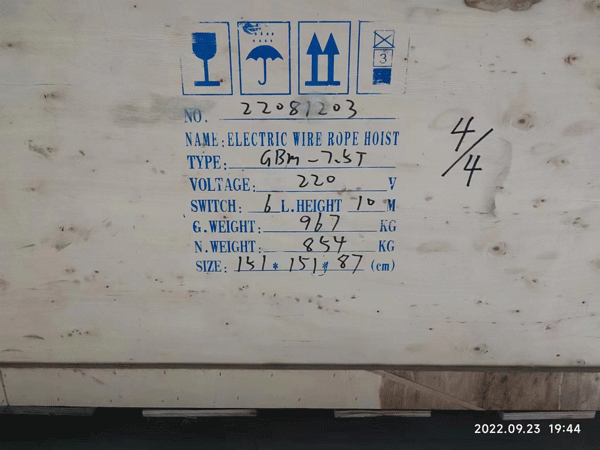 3
NO. 22081203
NAME: ELECTRIC WIRE ROPE HOIST
TYPE: GBM-7.5T
VOLTAGE: 220 V
SWITCH: 6 L.HEIGHT 10 M
G.WEIGHT: 967 KG
N.WEIGHT: 854 KG
SIZE: 151*151*87 (cm)
4/4
2022.09.23 19:44